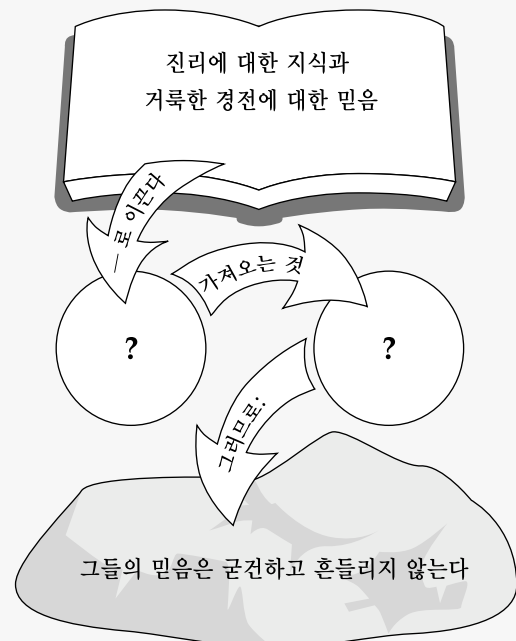 진리에 대한 지식과
거룩한 경전에 대한 믿음
—로 이끈다
가져오는 것
?
?
그러므로:
그들의 믿음은 굳건하고 흔들리지 않는다